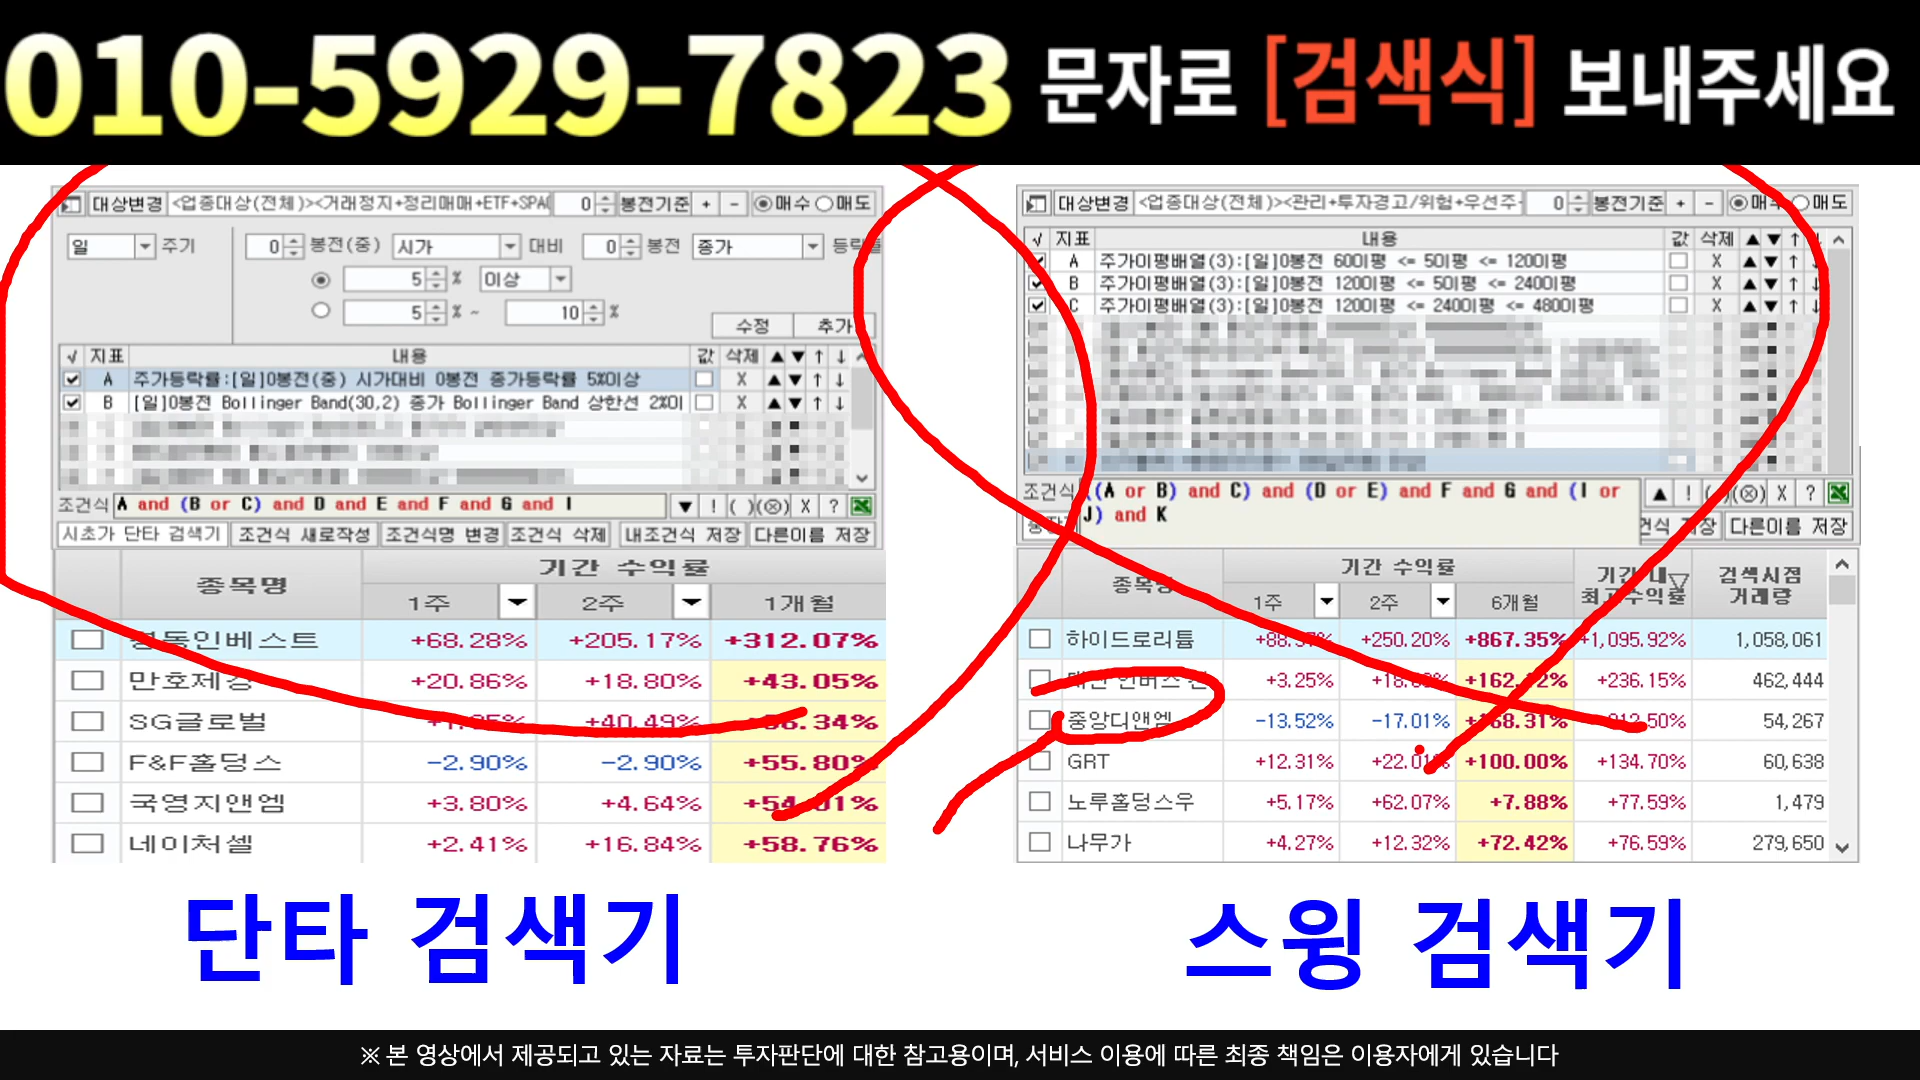 010-5929-7823 문자로 [검색식] 보내주세요
대상변경 <업종대상(전체)><거래정지+정리매매+ETF+SPAC 0 봉전기준 + - 매수 매도
일 주기 0 봉전(중) 시가 대비 0 봉전 종가
5 % 이상
5 % ~ 10 %
수정 추가
√ 지표 내용 값 삭제 ▲ ▼ ↑ ↓
A 주가등락률:[일]0봉전(중) 시가대비 0봉전 종가등락률 5%이상 X ▲ ▼ ↑ ↓
B [일]0봉전 Bollinger Band(30,2) 종가 Bollinger Band 상한선 2%이 X ▲ ▼ ↑ ↓
조건식 A and (B or C) and D and E and F and G and I ▼ ! ( )(⊗) X ?
시초가 단타 검색기 조건식 새로작성 조건식명 변경 조건식 삭제 내조건식 저장 다른이름 저장
종목명 기간 수익률
1주 2주 1개월
+68.28% +205.17% +312.07%
만호제강 +20.86% +18.80% +43.05%
SG글로벌 +40.49%
F&F홀딩스 -2.90% -2.90% +55.80%
국영지앤엠 +3.80% +4.64%
네이처셀 +2.41% +16.84% +58.76%
단타 검색기
대상변경 <업종대상(전체)><관리+투자경고/위험+우선주+ 0 봉전기준 + - 매수 매도
√ 지표 내용 값 삭제 ▲ ▼ ↑ ↓
A 주가이평배열(3):[일]0봉전 60이평 <= 5이평 <= 120이평 X ▲ ▼ ↑ ↓
B 주가이평배열(3):[일]0봉전 120이평 <= 5이평 <= 240이평 X ▲ ▼ ↑ ↓
C 주가이평배열(3):[일]0봉전 120이평 <= 240이평 <= 480이평 X ▲ ▼ ↑ ↓
조건식 ((A or B) and C) and (D or E) and F and G and (I or ▲ ! ( )(⊗) X ?
J) and K
건식 저장 다른이름 저장
종목명 기간 수익률 기간 내 최고수익률 검색시점 거래량
1주 2주 6개월
하이드로리튬 +250.20% +867.35% +1,095.92% 1,058,061
+3.25% +236.15% 462,444
중앙디앤엠 -13.52% -17.01% 54,267
GRT +12.31% +100.00% +134.70% 60,638
노루홀딩스우 +5.17% +62.07% +7.88% +77.59% 1,479
나무가 +4.27% +12.32% +72.42% +76.59% 279,650
스윙 검색기
※ 본 영상에서 제공되고 있는 자료는 투자판단에 대한 참고용이며, 서비스 이용에 따른 최종 책임은 이용자에게 있습니다